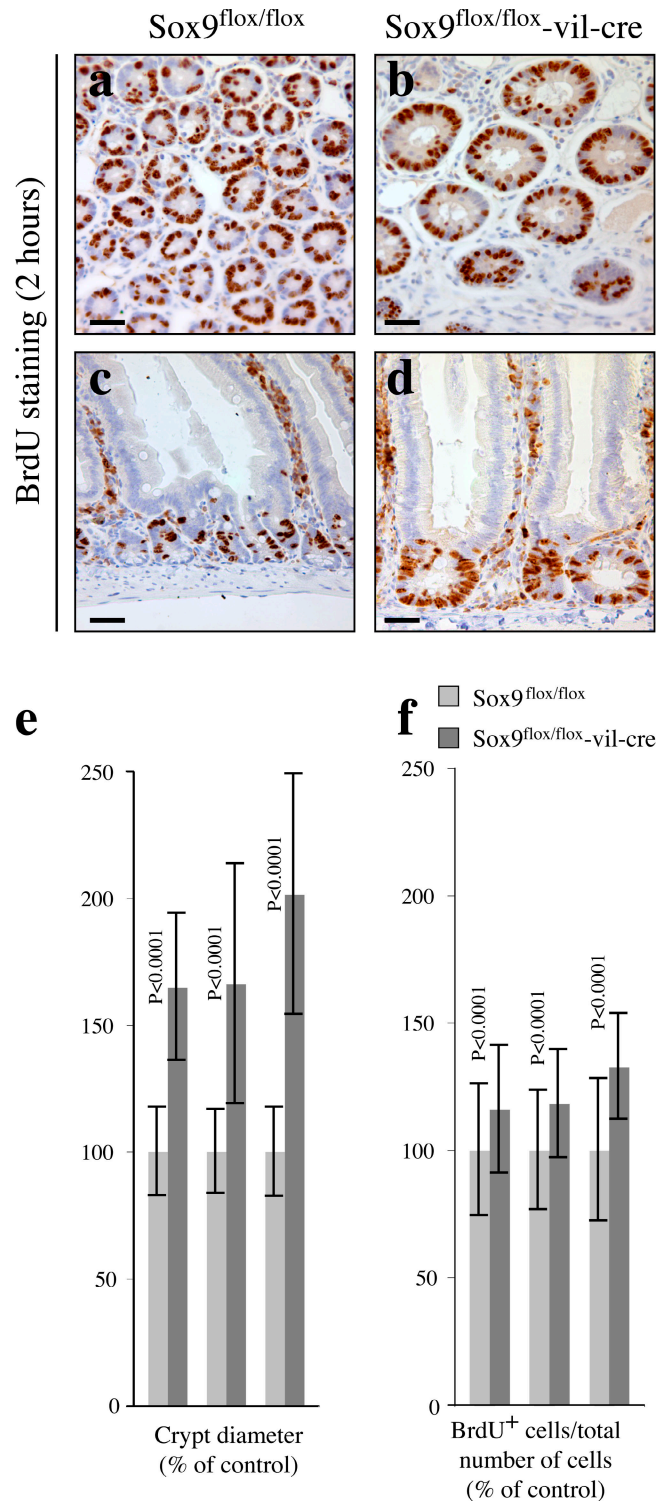 Sox9flox/flox
Sox9flox/flox-vil-cre
BrdU staining (2 hours)
a
b
c
d
e
f
Sox9flox/flox
Sox9flox/flox-vil-cre
250
200
150
100
50
0
P<0.0001
P<0.0001
P<0.0001
Crypt diameter
(% of control)
250
200
150
100
50
0
P<0.0001
P<0.0001
P<0.0001
BrdU+ cells/total
number of cells
(% of control)